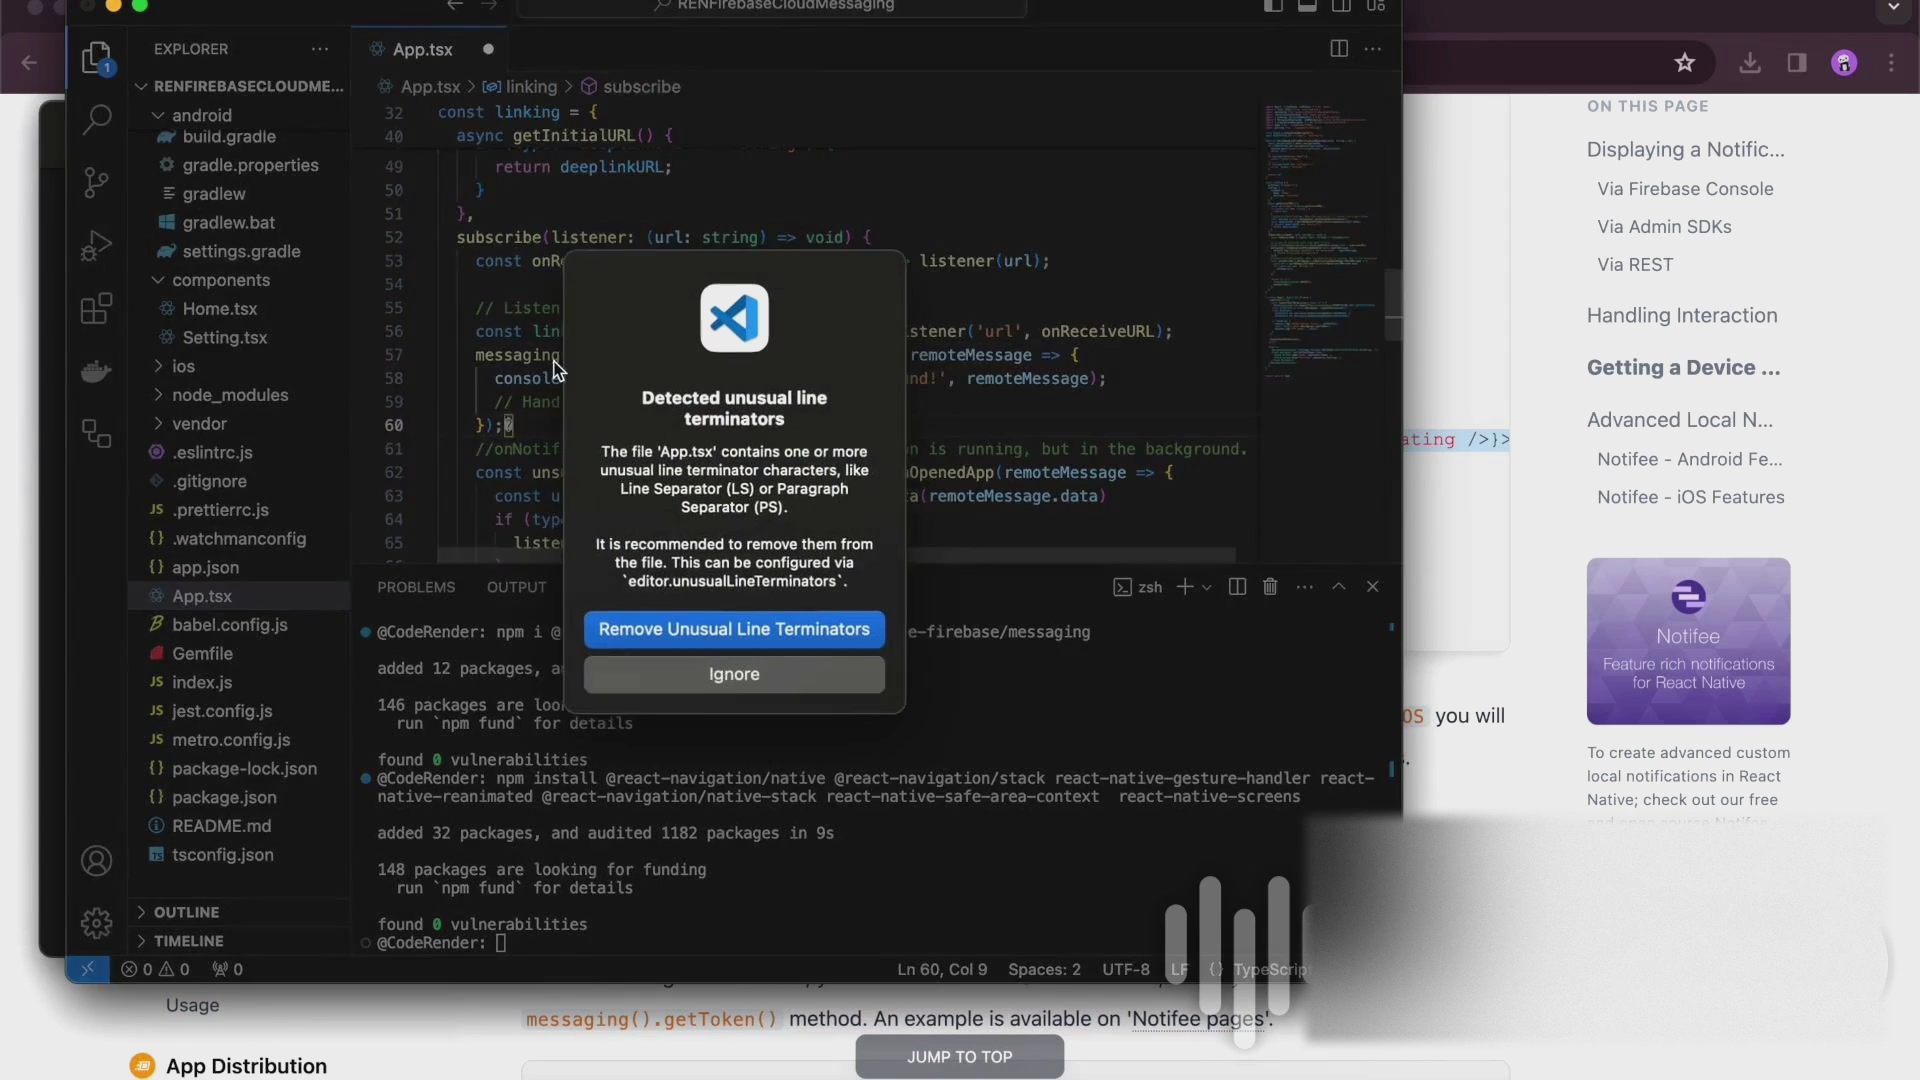 RENFirebaseCloudMessaging
EXPLORER
App.tsx
RENFIREBASECLOUDME...
App.tsx > linking > subscribe
android
build.gradle
gradle.properties
gradlew
gradlew.bat
settings.gradle
components
Home.tsx
Setting.tsx
ios
node_modules
vendor
.eslintrc.js
.gitignore
.prettierrc.js
.watchmanconfig
app.json
App.tsx
babel.config.js
Gemfile
index.js
jest.config.js
metro.config.js
package-lock.json
package.json
README.md
tsconfig.json
OUTLINE
TIMELINE
32 const linking = {
40 async getInitialURL() {
49 return deeplinkURL;
50 }
51 },
52 subscribe(listener: (url: string) => void) {
53 const onR listener(url);
54
55 // Listen
56 const lin stener('url', onReceiveURL);
57 messaging remoteMessage => {
58 console nd!', remoteMessage);
59 // Hand
60 });
61 //onNotif n is running, but in the background.
62 const uns nOpenedApp(remoteMessage => {
63 const u ta(remoteMessage.data)
64 if (typ
65 liste
Detected unusual line
terminators
The file 'App.tsx' contains one or more
unusual line terminator characters, like
Line Separator (LS) or Paragraph
Separator (PS).
It is recommended to remove them from
the file. This can be configured via
`editor.unusualLineTerminators`.
Remove Unusual Line Terminators
Ignore
PROBLEMS OUTPUT
zsh
@CodeRender: npm i @ e-firebase/messaging
added 12 packages, a
146 packages are loo
run `npm fund` for details
found 0 vulnerabilities
@CodeRender: npm install @react-navigation/native @react-navigation/stack react-native-gesture-handler react-
native-reanimated @react-navigation/native-stack react-native-safe-area-context react-native-screens
added 32 packages, and audited 1182 packages in 9s
148 packages are looking for funding
run `npm fund` for details
found 0 vulnerabilities
@CodeRender:
0 0 0
Ln 60, Col 9 Spaces: 2 UTF-8 LF {} TypeScrip
ON THIS PAGE
Displaying a Notific...
Via Firebase Console
Via Admin SDKs
Via REST
Handling Interaction
Getting a Device ...
Advanced Local N...
Notifee - Android Fe...
Notifee - iOS Features
ating />}>
Notifee
Feature rich notifications
for React Native
OS you will
To create advanced custom
local notifications in React
Native; check out our free
Usage
messaging().getToken() method. An example is available on 'Notifee pages'.
JUMP TO TOP
App Distribution